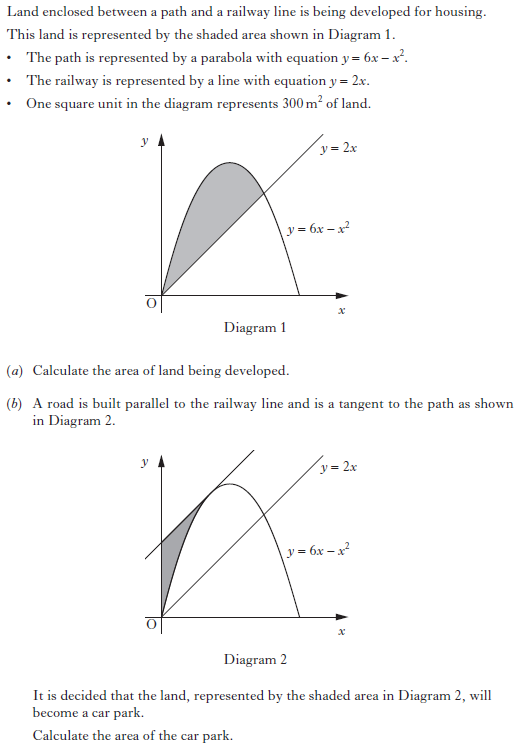 Land enclosed between a path and a railway line is being developed for housing.
This land is represented by the shaded area shown in Diagram 1.
• The path is represented by a parabola with equation y = 6x – x².
• The railway is represented by a line with equation y = 2x.
• One square unit in the diagram represents 300 m² of land.
y
y = 2x
y = 6x – x²
O
x
Diagram 1
(a) Calculate the area of land being developed.
(b) A road is built parallel to the railway line and is a tangent to the path as shown
in Diagram 2.
y
y = 2x
y = 6x – x²
O
x
Diagram 2
It is decided that the land, represented by the shaded area in Diagram 2, will
become a car park.
Calculate the area of the car park.